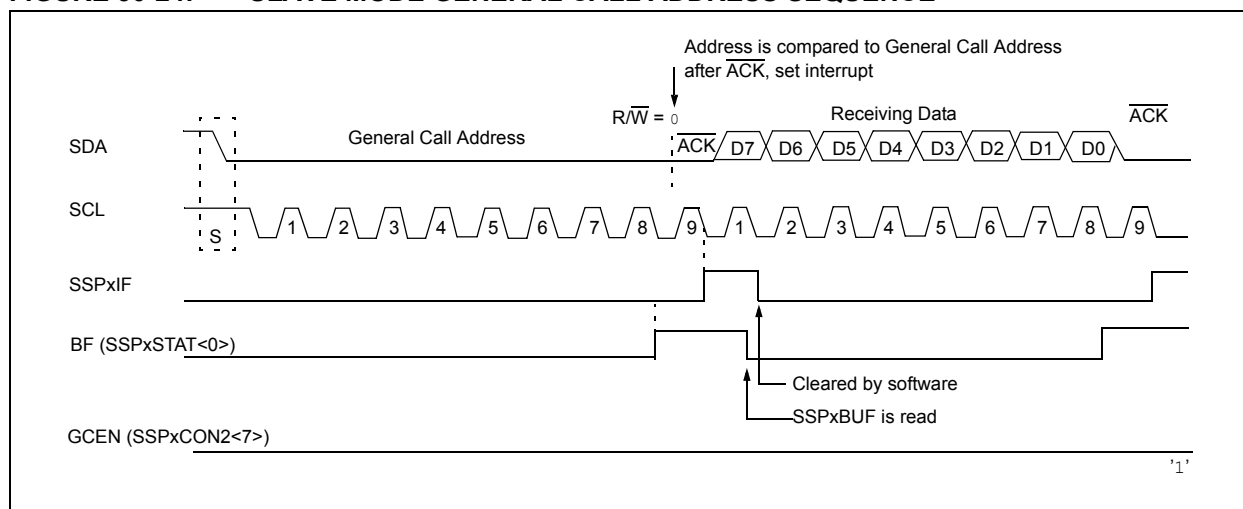 Address is compared to General Call Address
after ACK, set interrupt
R/W = 0
Receiving Data
ACK
SDA
General Call Address
ACK
D7 D6 D5 D4 D3 D2 D1 D0
SCL
S
1 2 3 4 5 6 7 8 9 1 2 3 4 5 6 7 8 9
SSPxIF
BF (SSPxSTAT<0>)
Cleared by software
SSPxBUF is read
GCEN (SSPxCON2<7>)
'1'